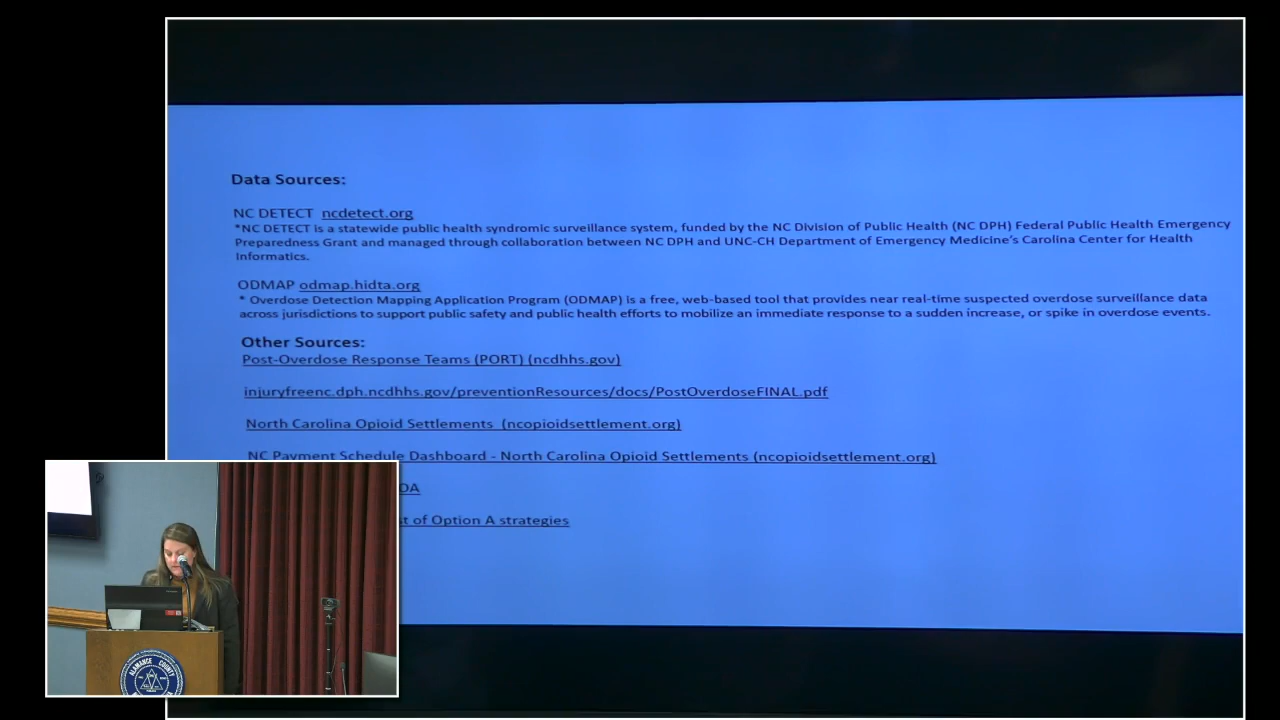 Data Sources:
NC DETECT ncdetect.org
*NC DETECT is a statewide public health syndromic surveillance system, funded by the NC Division of Public Health (NC DPH) Federal Public Health Emergency
Preparedness Grant and managed through collaboration between NC DPH and UNC-CH Department of Emergency Medicine's Carolina Center for Health
Informatics.
ODMAP odmap.hidta.org
* Overdose Detection Mapping Application Program (ODMAP) is a free, web-based tool that provides near real-time suspected overdose surveillance data
across jurisdictions to support public safety and public health efforts to mobilize an immediate response to a sudden increase, or spike in overdose events.
Other Sources:
Post-Overdose Response Teams (PORT) (ncdhhs.gov)
injuryfreenc.dph.ncdhhs.gov/preventionResources/docs/PostOverdoseFINAL.pdf
North Carolina Opioid Settlements (ncopioidsettlement.org)
NC Payment Schedule Dashboard - North Carolina Opioid Settlements (ncopioidsettlement.org)
of Option A strategies
ALAMANCE COUNTY